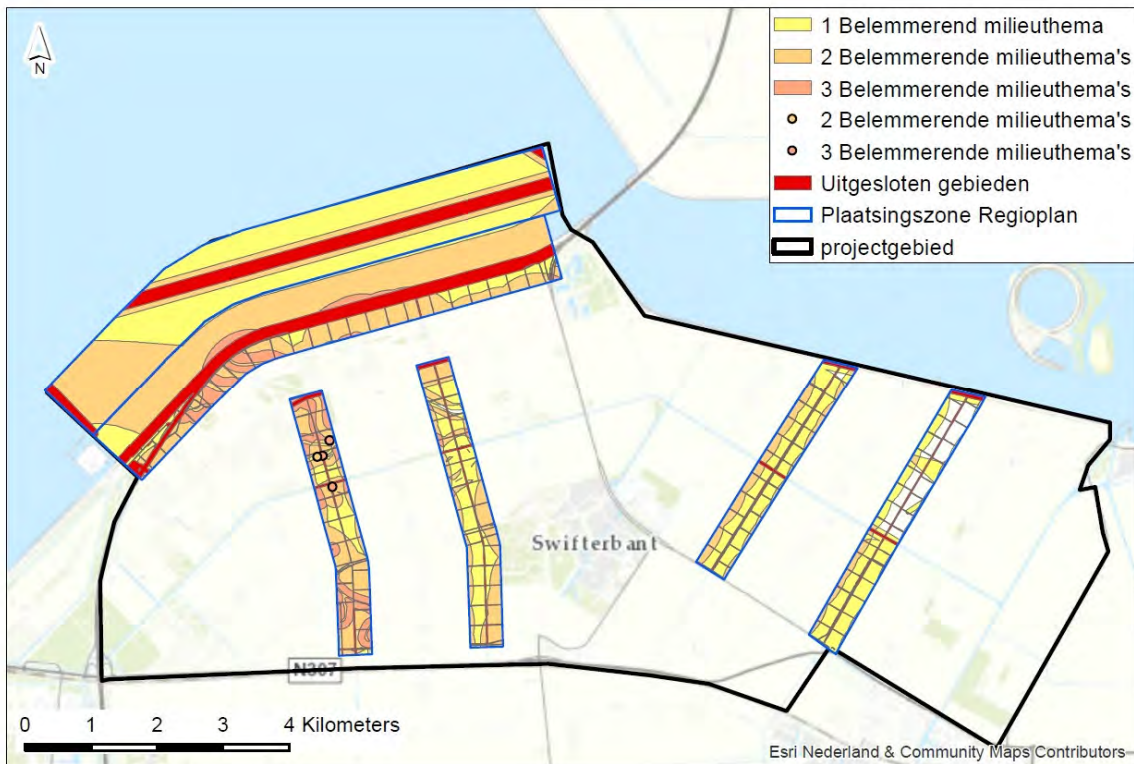 N
1 Belemmerend milieuthema
2 Belemmerende milieuthema's
3 Belemmerende milieuthema's
2 Belemmerende milieuthema's
3 Belemmerende milieuthema's
Uitgesloten gebieden
Plaatsingszone Regioplan
projectgebied
Swifterbant
N307
0 1 2 3 4 Kilometers
Esri Nederland & Community Maps Contributors